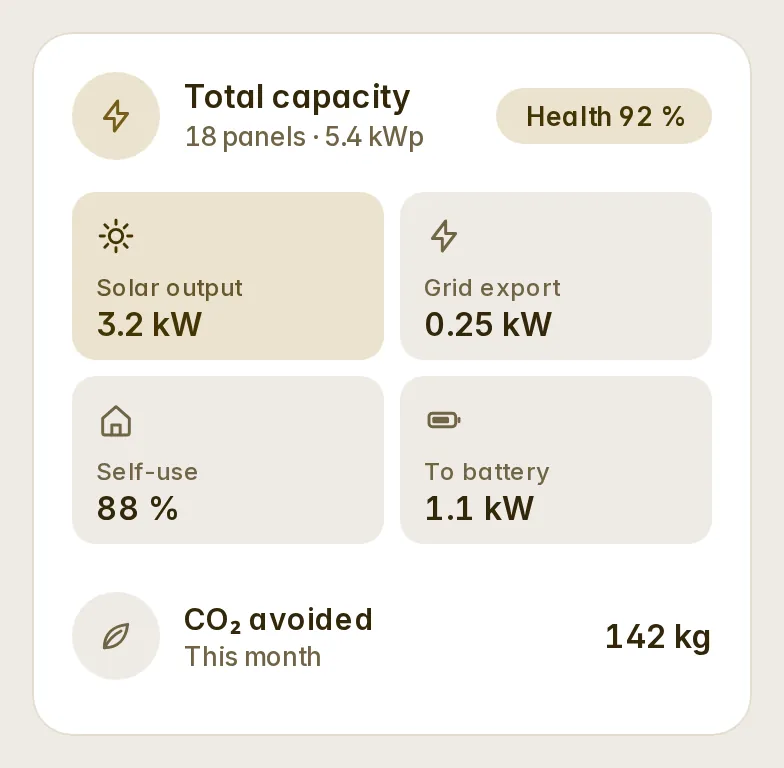 Total capacity
18 panels · 5.4 kWp
Health 92 %
Solar output
3.2 kW
Grid export
0.25 kW
Self-use
88 %
To battery
1.1 kW
CO₂ avoided
This month
142 kg